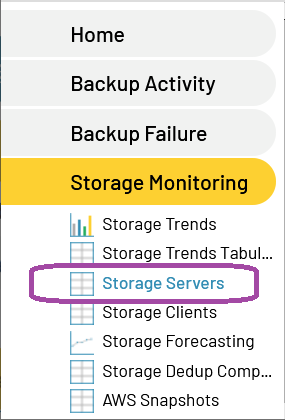 Home
Backup Activity
Backup Failure
Storage Monitoring
Storage Trends
Storage Trends Tabul...
Storage Servers
Storage Clients
Storage Forecasting
Storage Dedup Comp...
AWS Snapshots